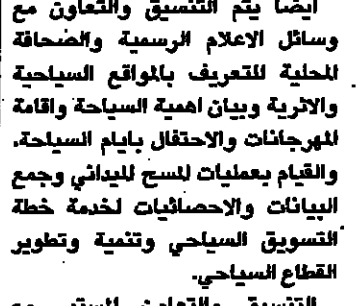 ايضا يتم التنسيق والتعاون مع
وسائل الاعلام الرسمية والصحافة
المحلية للتعريف بالمواقع السياحية
والاثرية وبيان اهمية السياحة واقامة
المهرجانات والاحتفال بايام السياحة.
والقيام بعمليات المسح الميداني وجمع
البيانات والاحصائيات لخدمة خطة
التسويق السياحي وتنمية وتطوير
القطاع السياحي.
التنسيق والتعاون المستمر مع